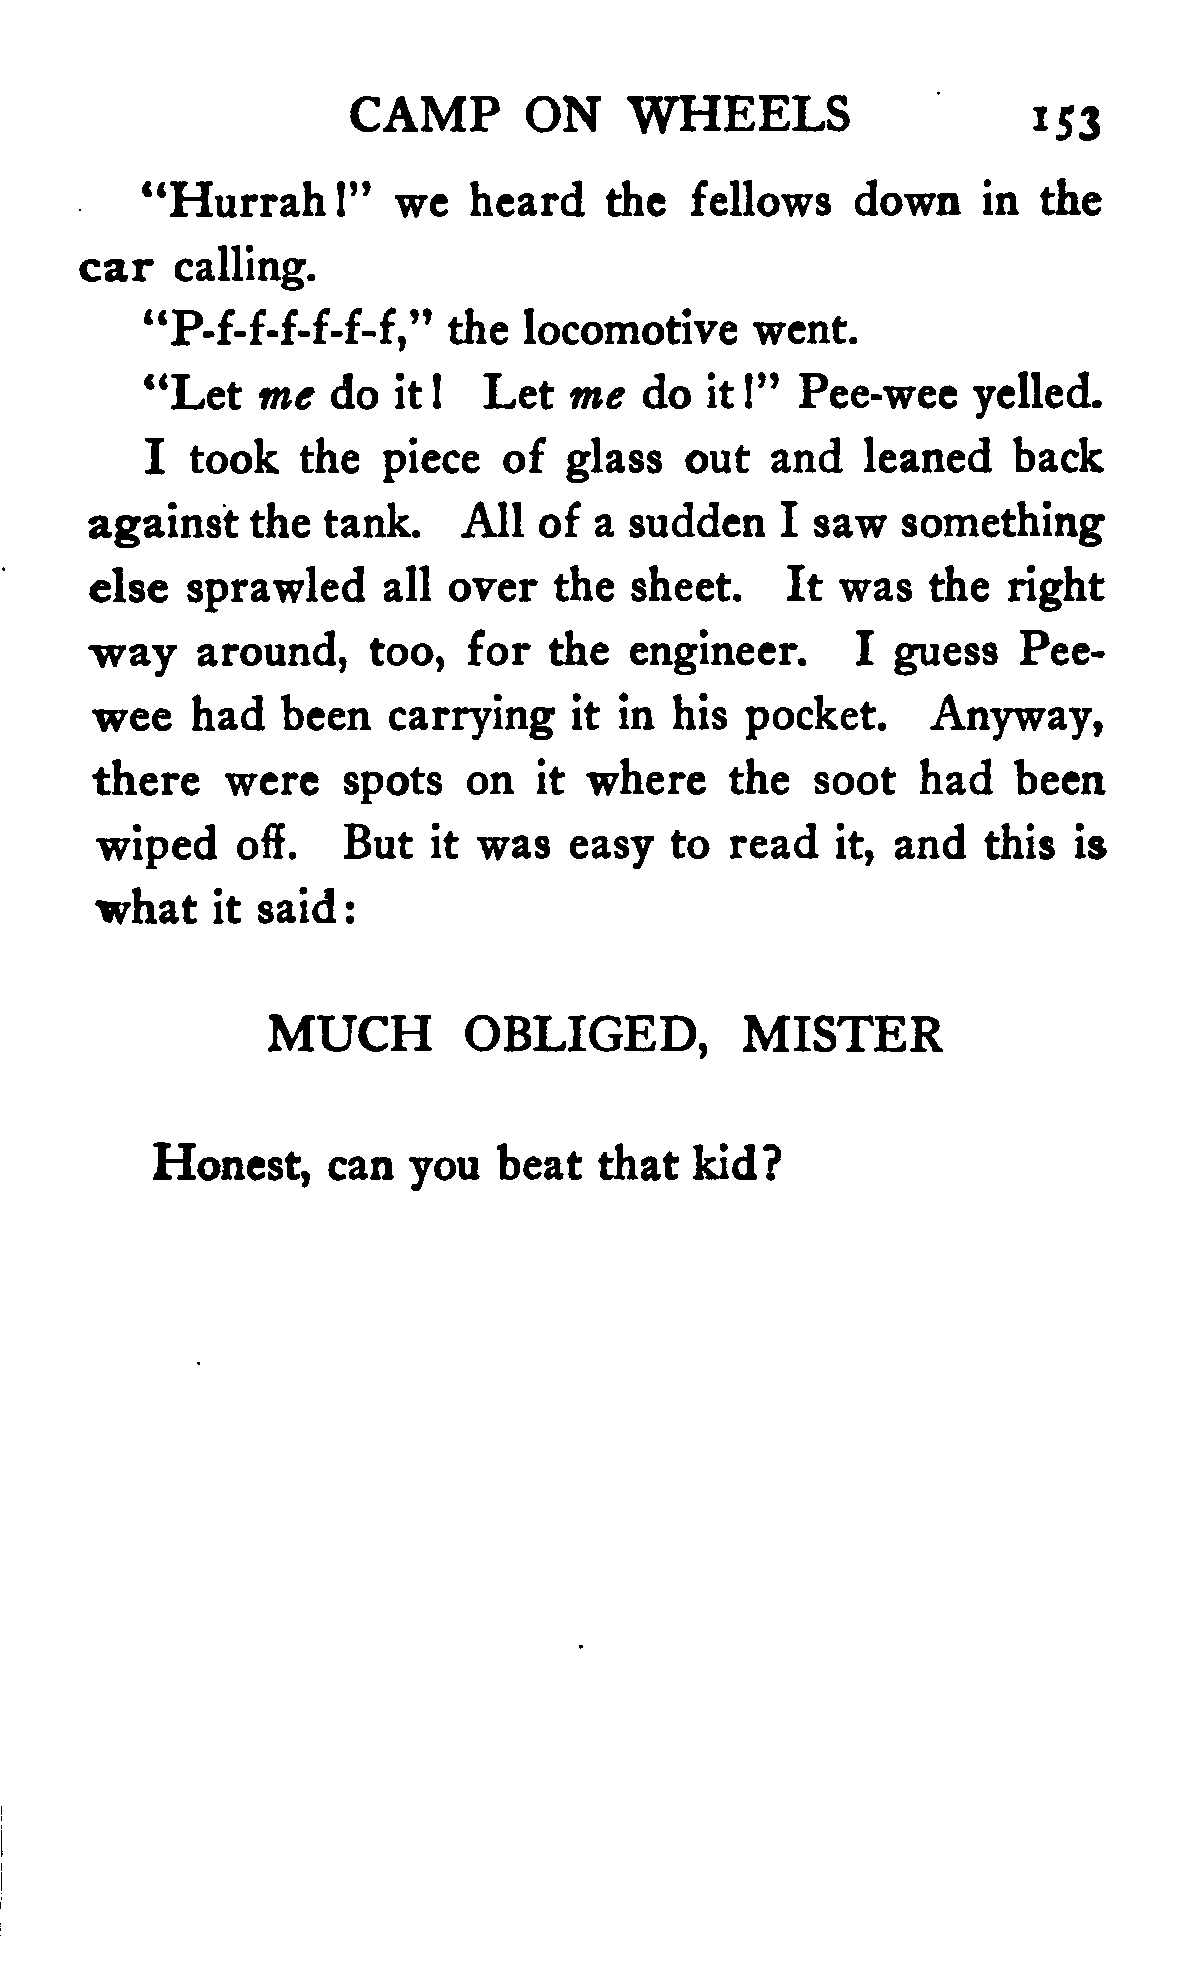 CAMP ON WHEELS 153
"Hurrah!" we heard the fellows down in the
car calling.
"P-f-f-f-f-f-f," the locomotive went.
"Let me do it! Let me do it!" Pee-wee yelled.
I took the piece of glass out and leaned back
against the tank. All of a sudden I saw something
else sprawled all over the sheet. It was the right
way around, too, for the engineer. I guess Pee-
wee had been carrying it in his pocket. Anyway,
there were spots on it where the soot had been
wiped off. But it was easy to read it, and this is
what it said:
MUCH OBLIGED, MISTER
Honest, can you beat that kid?